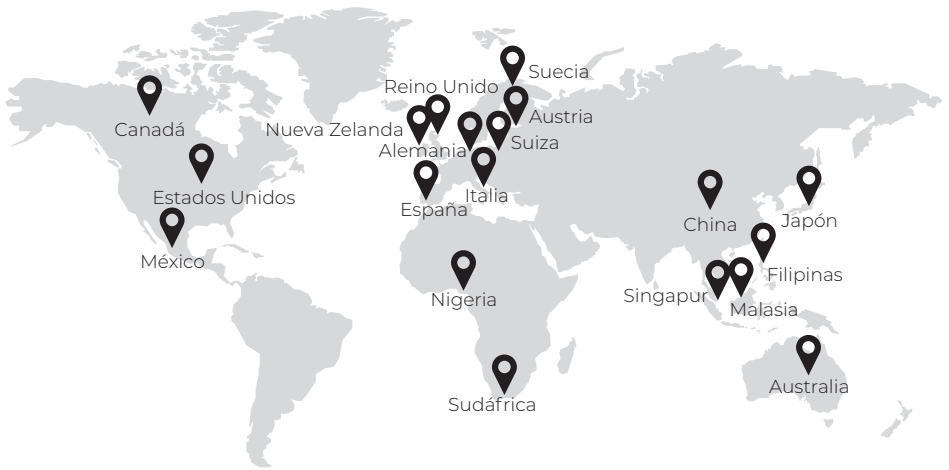 Suecia
Reino Unido
Austria
Canadá
Nueva Zelanda
Suiza
Alemania
Estados Unidos
Italia
España
China
Japón
México
Filipinas
Nigeria
Singapur
Malasia
Australia
Sudáfrica